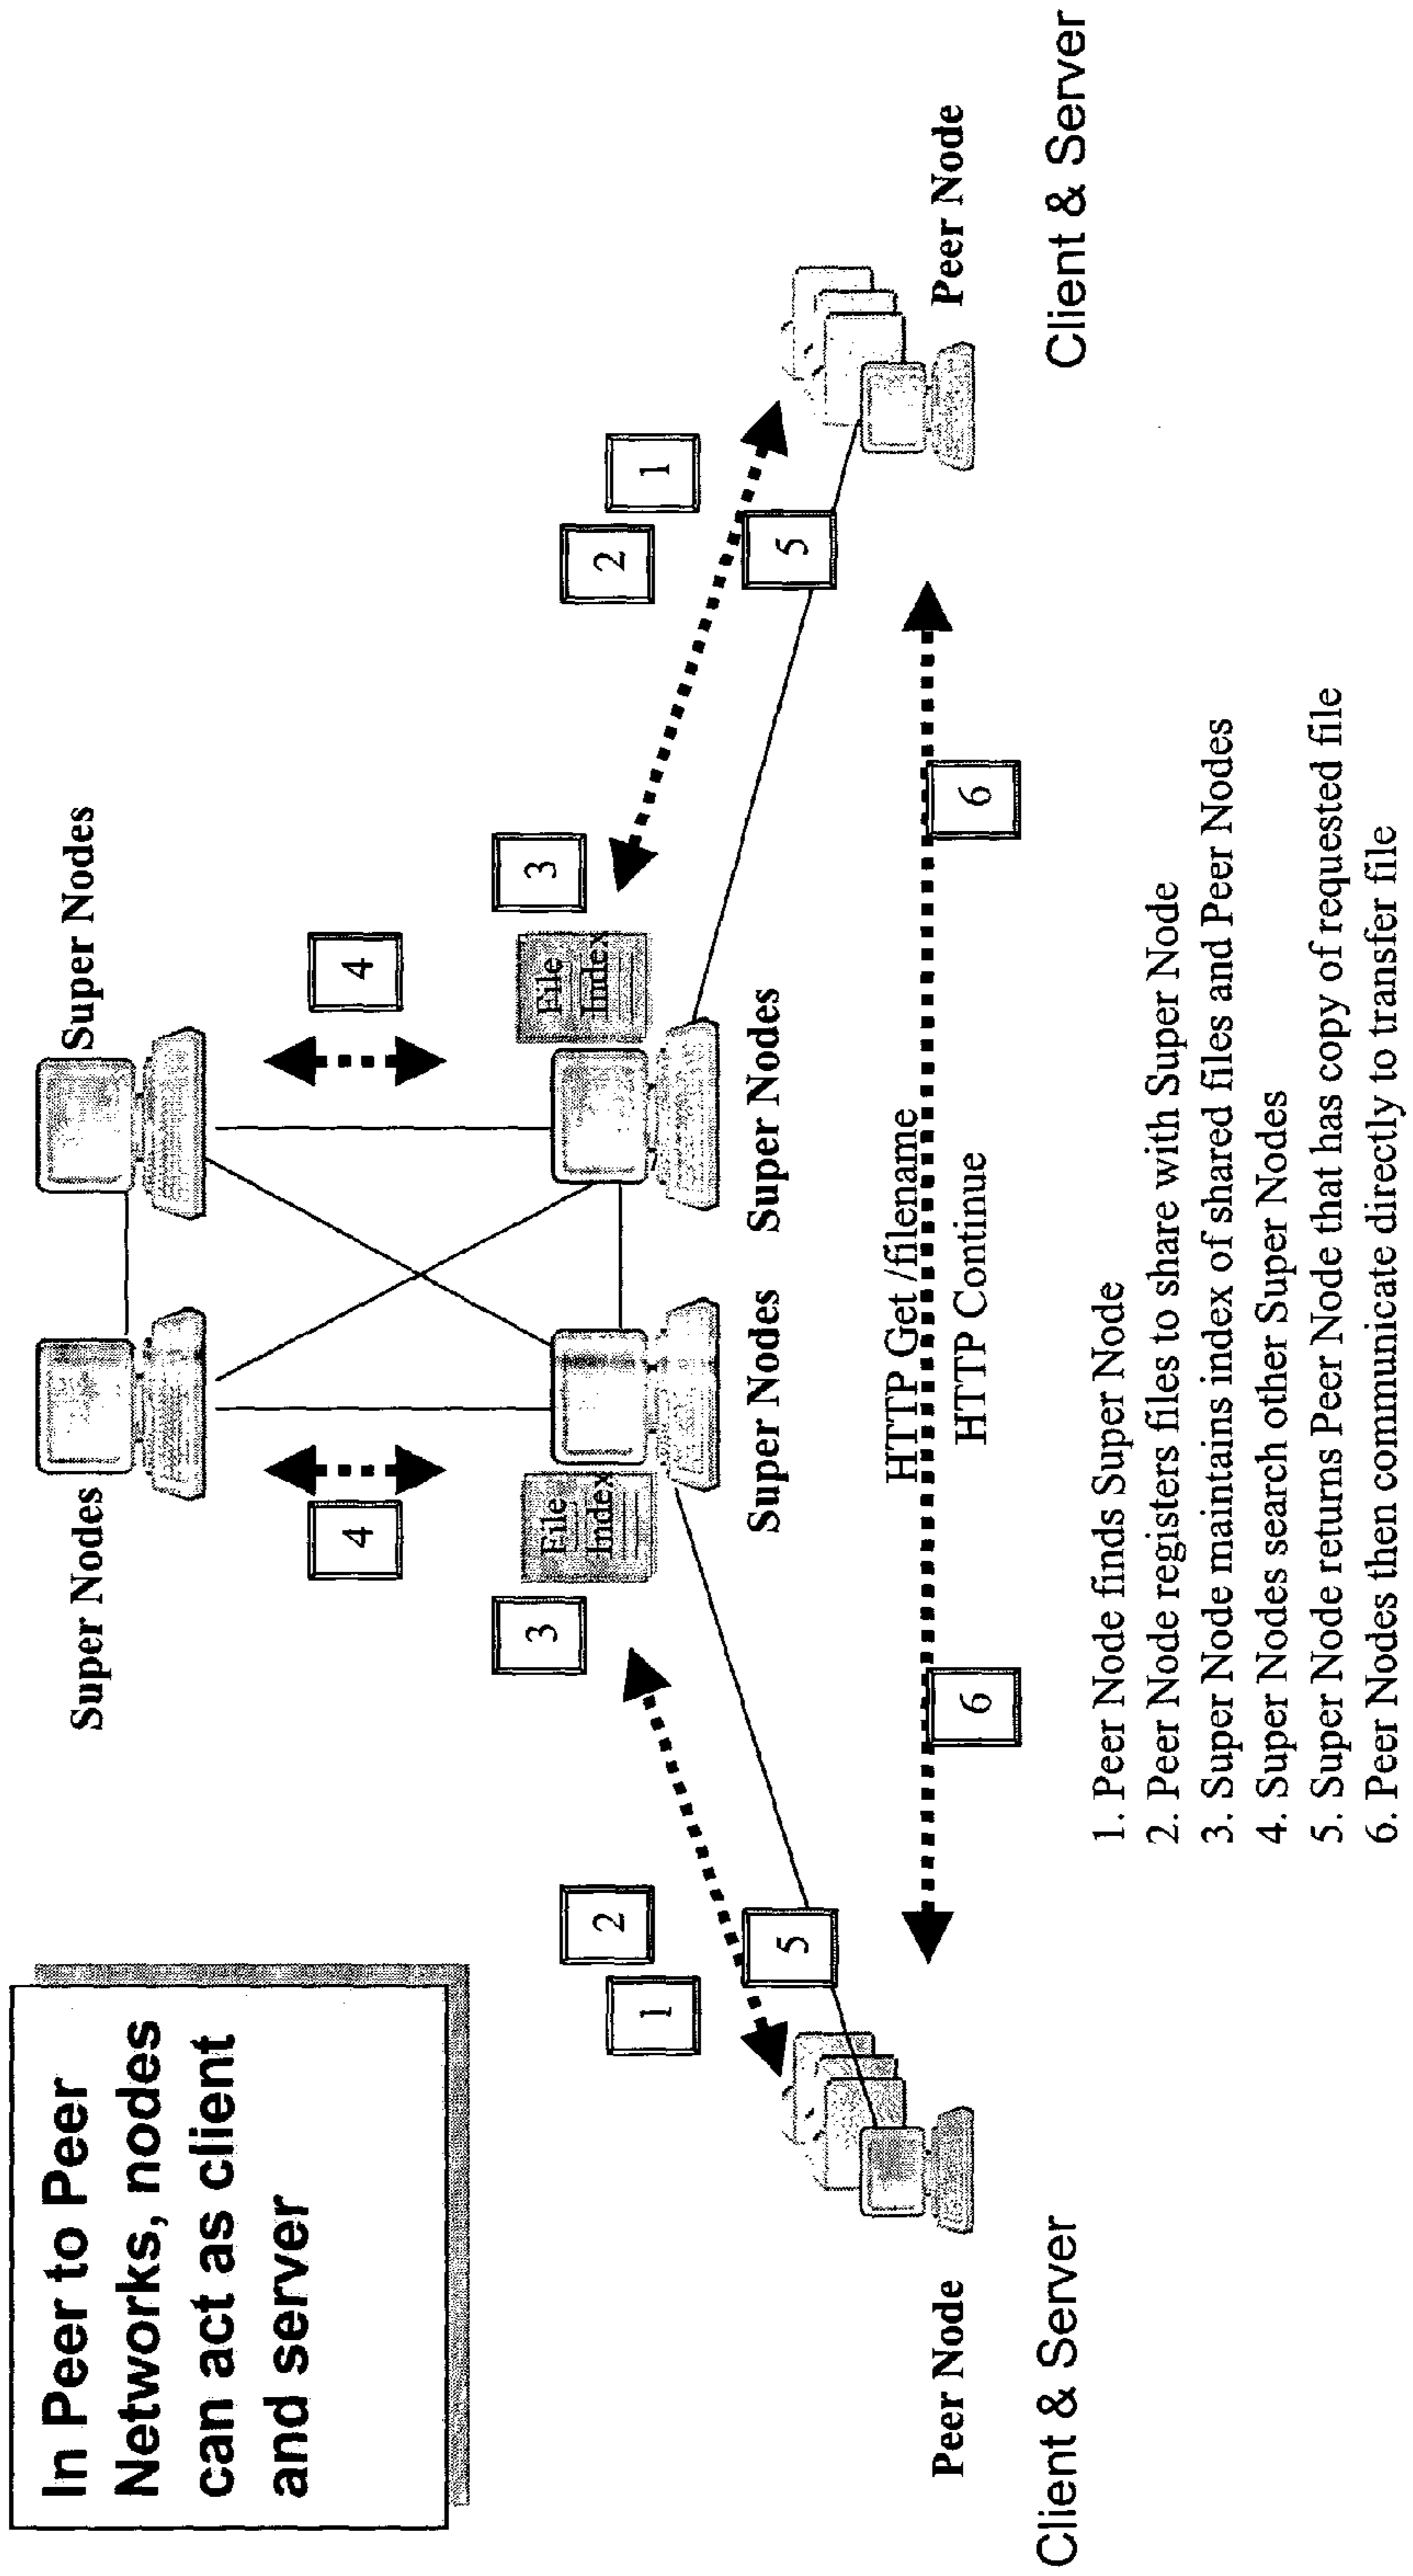 In Peer to Peer
Networks, nodes
can act as client
and server
Super Nodes
Super Nodes
4
4
3
File
Index
File
Index
3
2
1
2
1
Super Nodes
Super Nodes
5
5
HTTP Get /filename
HTTP Continue
6
6
Peer Node
Peer Node
Client & Server
Client & Server
1. Peer Node finds Super Node
2. Peer Node registers files to share with Super Node
3. Super Node maintains index of shared files and Peer Nodes
4. Super Nodes search other Super Nodes
5. Super Node returns Peer Node that has copy of requested file
6. Peer Nodes then communicate directly to transfer file